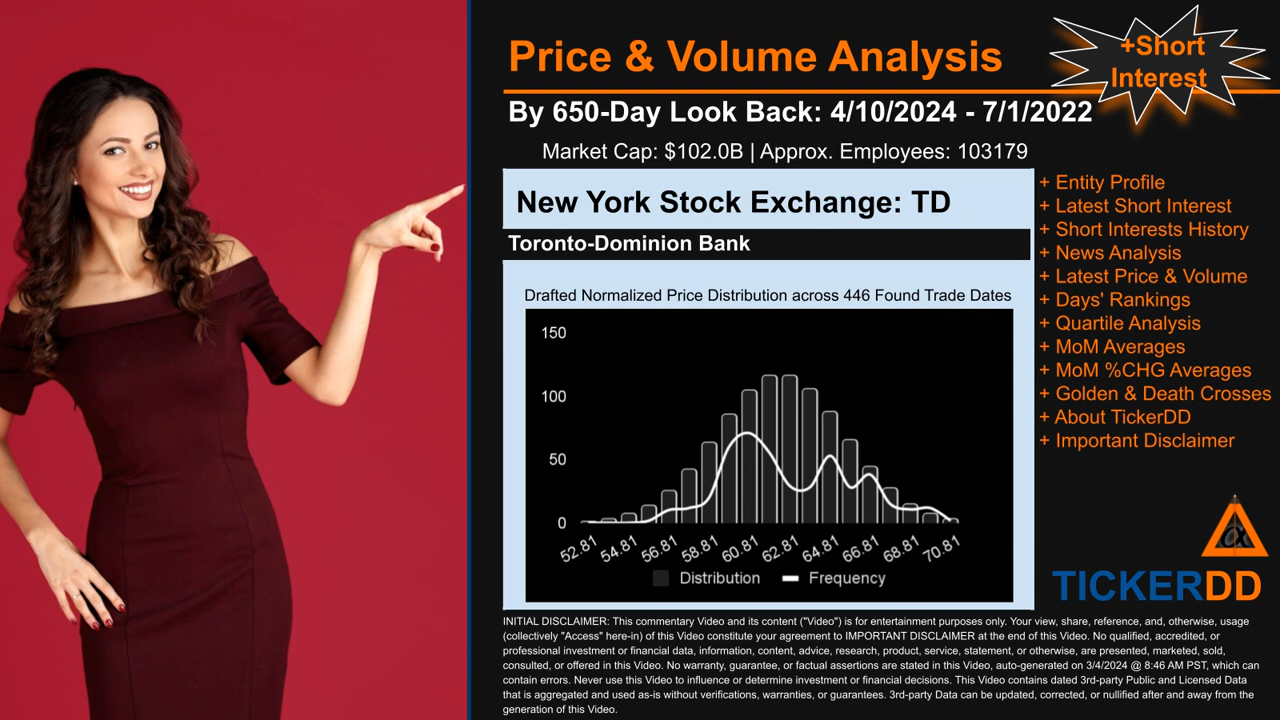 Price & Volume Analysis
+Short
Interest
By 650-Day Look Back: 4/10/2024 - 7/1/2022
Market Cap: $102.0B | Approx. Employees: 103179
New York Stock Exchange: TD
Toronto-Dominion Bank
Drafted Normalized Price Distribution across 446 Found Trade Dates
150
100
50
0
52.81 54.81 56.81 58.81 60.81 62.81 64.81 66.81 68.81 70.81
Distribution Frequency
+ Entity Profile
+ Latest Short Interest
+ Short Interests History
+ News Analysis
+ Latest Price & Volume
+ Days' Rankings
+ Quartile Analysis
+ MoM Averages
+ MoM %CHG Averages
+ Golden & Death Crosses
+ About TickerDD
+ Important Disclaimer
TICKERDD
INITIAL DISCLAIMER: This commentary Video and its content ("Video") is for entertainment purposes only. Your view, share, reference, and, otherwise, usage
(collectively "Access" here-in) of this Video constitute your agreement to IMPORTANT DISCLAIMER at the end of this Video. No qualified, accredited, or
professional investment or financial data, information, content, advice, research, product, service, statement, or otherwise, are presented, marketed, sold,
consulted, or offered in this Video. No warranty, guarantee, or factual assertions are stated in this Video, auto-generated on 3/4/2024 @ 8:46 AM PST, which can
contain errors. Never use this Video to influence or determine investment or financial decisions. This Video contains dated 3rd-party Public and Licensed Data
that is aggregated and used as-is without verifications, warranties, or guarantees. 3rd-party Data can be updated, corrected, or nullified after and away from the
generation of this Video.